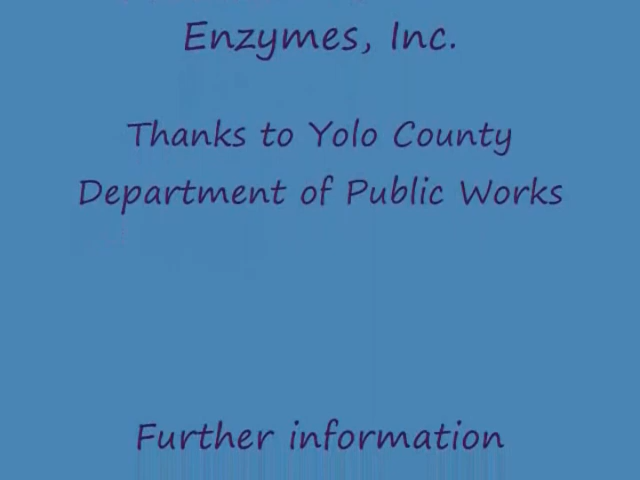 Enzymes, Inc.
Thanks to Yolo County
Department of Public Works
Further information